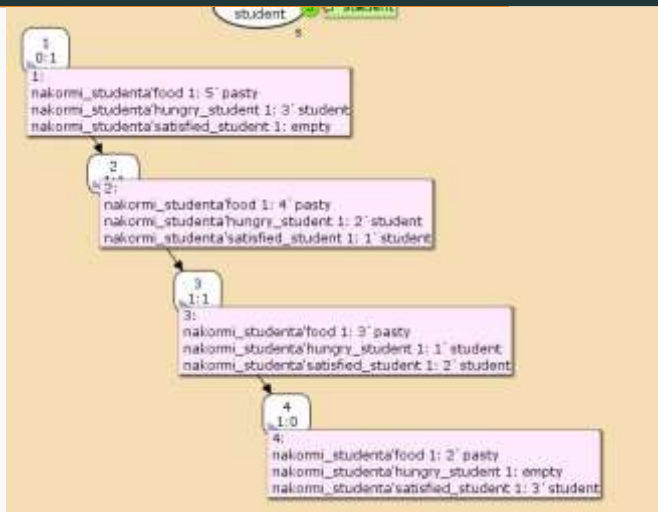 student
s
1
0:1
1:
nakormi_studenta'food 1: 5`pasty
nakormi_studenta'hungry_student 1: 3`student
nakormi_studenta'satisfied_student 1: empty
2
2:
nakormi_studenta'food 1: 4`pasty
nakormi_studenta'hungry_student 1: 2`student
nakormi_studenta'satisfied_student 1: 1`student
3
1:1
3:
nakormi_studenta'food 1: 3`pasty
nakormi_studenta'hungry_student 1: 1`student
nakormi_studenta'satisfied_student 1: 2`student
4
1:0
4:
nakormi_studenta'food 1: 2`pasty
nakormi_studenta'hungry_student 1: empty
nakormi_studenta'satisfied_student 1: 3`student